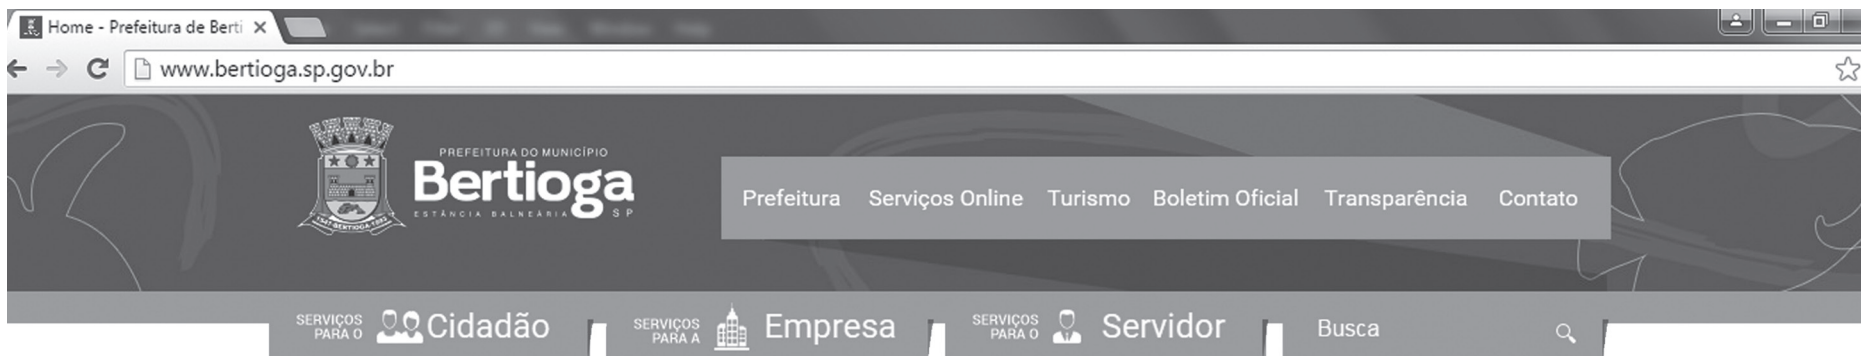 Home - Prefeitura de Berti
www.bertioga.sp.gov.br
PREFEITURA DO MUNICÍPIO
Bertioga
ESTÂNCIA BALNEÁRIA SP
Prefeitura Serviços Online Turismo Boletim Oficial Transparência Contato
SERVIÇOS PARA O Cidadão
SERVIÇOS PARA A Empresa
SERVIÇOS PARA O Servidor
Busca